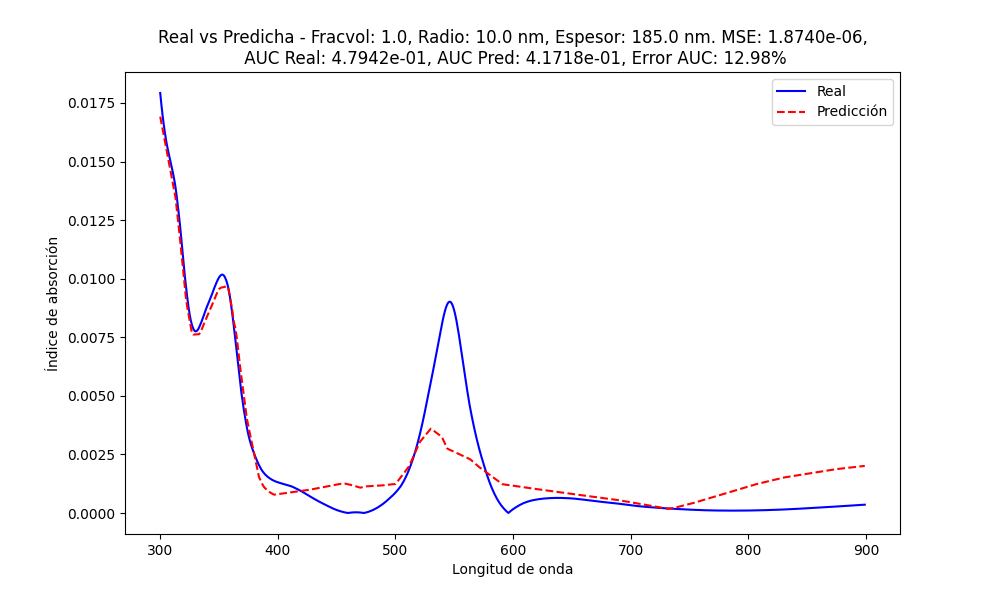 Real vs Predicha - Fracvol: 1.0, Radio: 10.0 nm, Espesor: 185.0 nm. MSE: 1.8740e-06,
AUC Real: 4.7942e-01, AUC Pred: 4.1718e-01, Error AUC: 12.98%
Real
Predicción
Índice de absorción
0.0175
0.0150
0.0125
0.0100
0.0075
0.0050
0.0025
0.0000
300 400 500 600 700 800 900
Longitud de onda